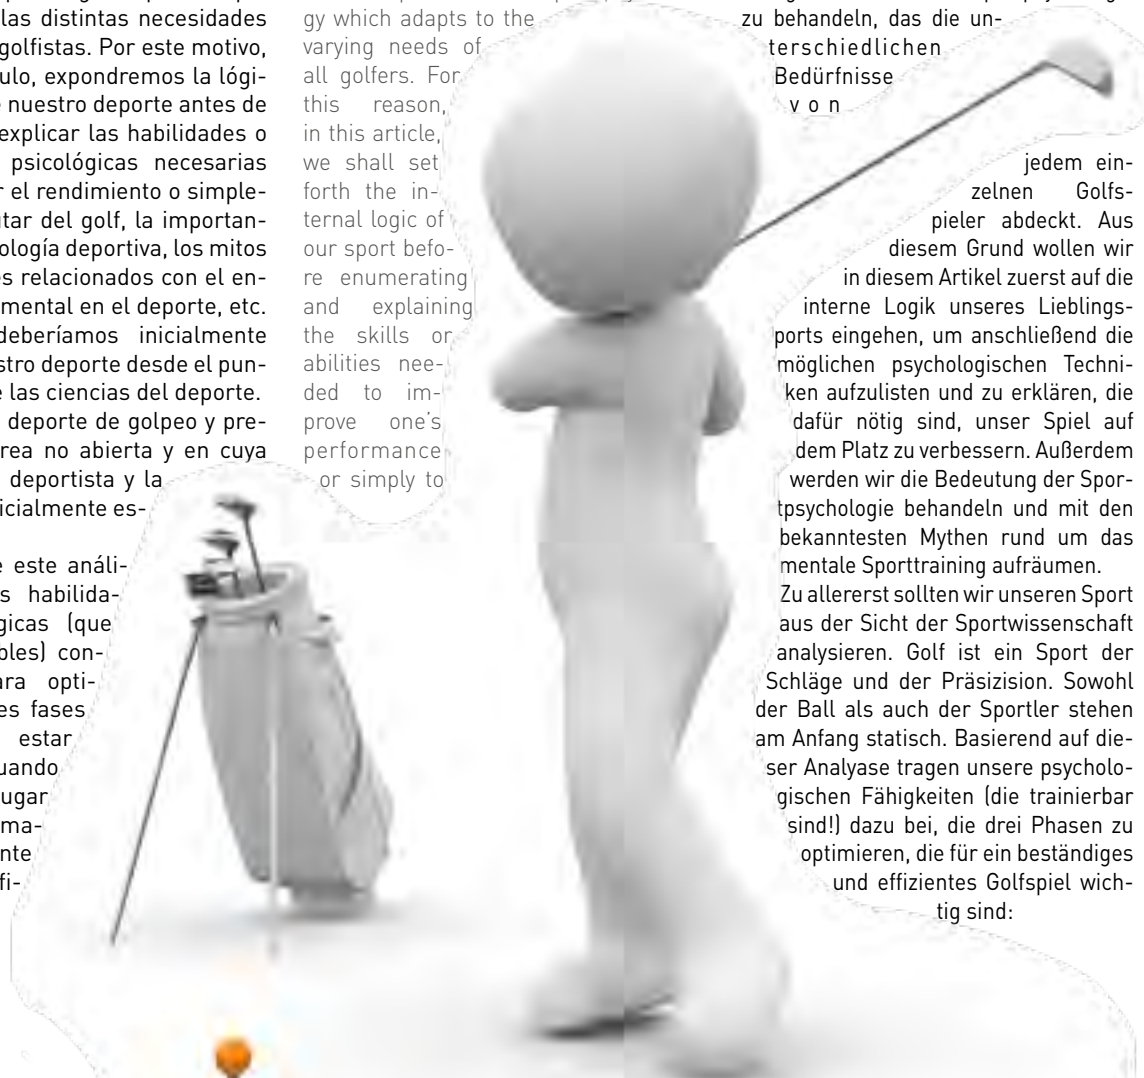 las distintas necesidades
golfistas. Por este motivo,
ulo, expondremos la lógi-
e nuestro deporte antes de
explicar las habilidades o
psicológicas necesarias
r el rendimiento o simple-
utar del golf, la importan-
ología deportiva, los mitos
es relacionados con el en-
mental en el deporte, etc.
deberíamos inicialmente
stro deporte desde el pun-
e las ciencias del deporte.
deporte de golpeo y pre-
rea no abierta y en cuya
deportista y la
icialmente es-
e este análi-
s habilida-
gicas (que
bles) con-
ara opti-
es fases
estar
uando
ugar
ma-
nte
fi-
gy which adapts to the
varying needs of
all golfers. For
this reason,
in this article,
we shall set
forth the in-
ternal logic of
our sport befo-
re enumerating
and explaining
the skills or
abilities nee-
ded to im-
prove one's
performance
or simply to
zu behandeln, das die un-
terschiedlichen
Bedürfnisse
von
jedem ein-
zelnen Golfs-
pieler abdeckt. Aus
diesem Grund wollen wir
in diesem Artikel zuerst auf die
interne Logik unseres Lieblings-
ports eingehen, um anschließend die
möglichen psychologischen Techni-
ken aufzulisten und zu erklären, die
dafür nötig sind, unser Spiel auf
dem Platz zu verbessern. Außerdem
werden wir die Bedeutung der Spor-
tpsychologie behandeln und mit den
bekanntesten Mythen rund um das
mentale Sporttraining aufräumen.
Zu allererst sollten wir unseren Sport
aus der Sicht der Sportwissenschaft
analysieren. Golf ist ein Sport der
Schläge und der Präsizision. Sowohl
der Ball als auch der Sportler stehen
am Anfang statisch. Basierend auf die-
ser Analyase tragen unsere psycholo-
gischen Fähigkeiten (die trainierbar
sind!) dazu bei, die drei Phasen zu
optimieren, die für ein beständiges
und effizientes Golfspiel wich-
tig sind: